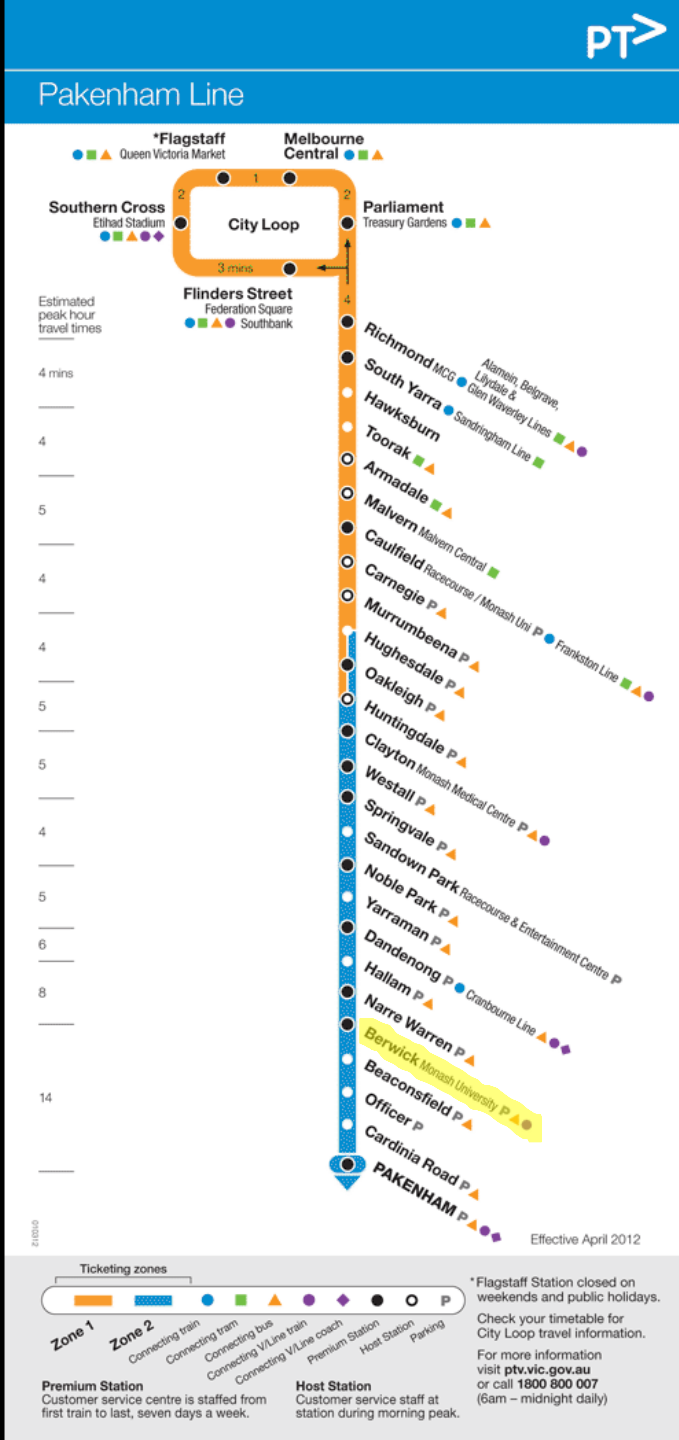 PT>
Pakenham Line
*Flagstaff
Queen Victoria Market
Melbourne
Central
2
1
2
Southern Cross
Etihad Stadium
City Loop
Parliament
Treasury Gardens
3 mins
Flinders Street
Federation Square
Southbank
4
Estimated
peak hour
travel times
4 mins
4
5
4
4
5
5
4
5
6
8
14
Richmond MCG
Alamein, Belgrave,
Lilydale &
Glen Waverley Lines
South Yarra Sandringham Line
Hawksburn
Toorak
Armadale
Malvern Malvern Central
Caulfield Racecourse / Monash Uni P Frankston Line
Carnegie P
Murrumbeena P
Hughesdale P
Oakleigh P
Huntingdale P
Clayton Monash Medical Centre P
Westall P
Springvale P
Sandown Park Racecourse & Entertainment Centre P
Noble Park P
Yarraman P
Dandenong P Cranbourne Line
Hallam P
Narre Warren P
Berwick Monash University P
Beaconsfield P
Officer P
Cardinia Road P
PAKENHAM P
010312
Effective April 2012
Ticketing zones
Zone 1
Zone 2
Connecting train
Connecting tram
Connecting bus
Connecting V/Line train
Connecting V/Line coach
Premium Station
Host Station
P
Parking
Premium Station
Customer service centre is staffed from
first train to last, seven days a week.
Host Station
Customer service staff at
station during morning peak.
*Flagstaff Station closed on
weekends and public holidays.
Check your timetable for
City Loop travel information.
For more information
visit ptv.vic.gov.au
or call 1800 800 007
(6am – midnight daily)